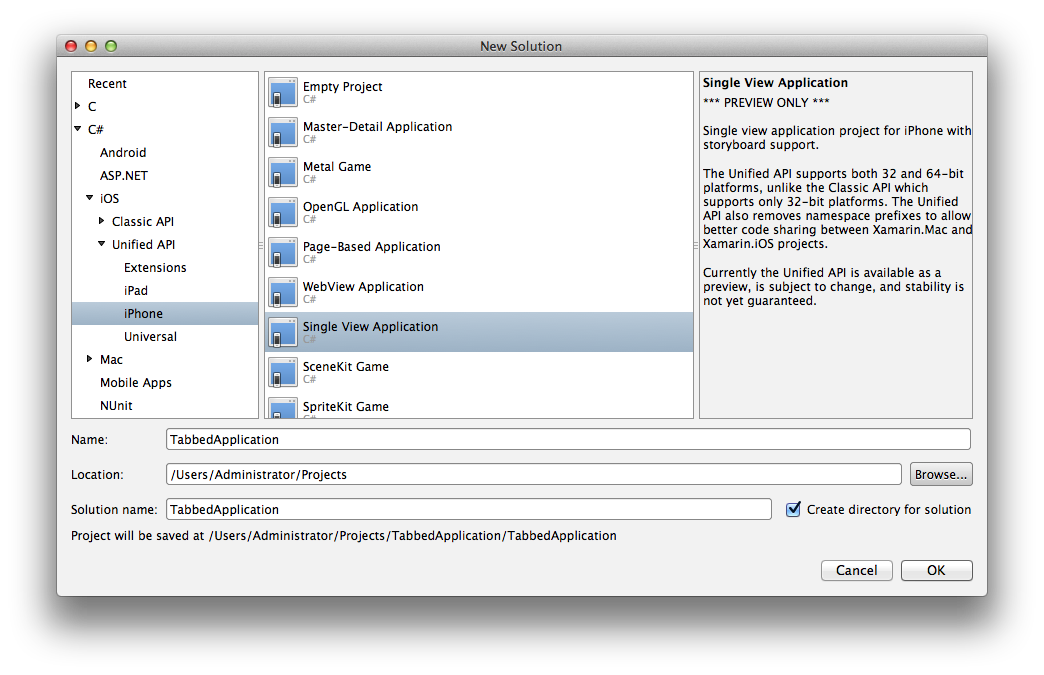 New Solution
Recent
C
C#
Android
ASP.NET
iOS
Classic API
Unified API
Extensions
iPad
iPhone
Universal
Mac
Mobile Apps
NUnit
Empty Project
C#
Master-Detail Application
C#
Metal Game
C#
OpenGL Application
C#
Page-Based Application
C#
WebView Application
C#
Single View Application
C#
SceneKit Game
C#
SpriteKit Game
C#
Single View Application
*** PREVIEW ONLY ***
Single view application project for iPhone with
storyboard support.
The Unified API supports both 32 and 64-bit
platforms, unlike the Classic API which
supports only 32-bit platforms. The Unified
API also removes namespace prefixes to allow
better code sharing between Xamarin.Mac and
Xamarin.iOS projects.
Currently the Unified API is available as a
preview, is subject to change, and stability is
not yet guaranteed.
Name: TabbedApplication
Location: /Users/Administrator/Projects Browse...
Solution name: TabbedApplication Create directory for solution
Project will be saved at /Users/Administrator/Projects/TabbedApplication/TabbedApplication
Cancel OK